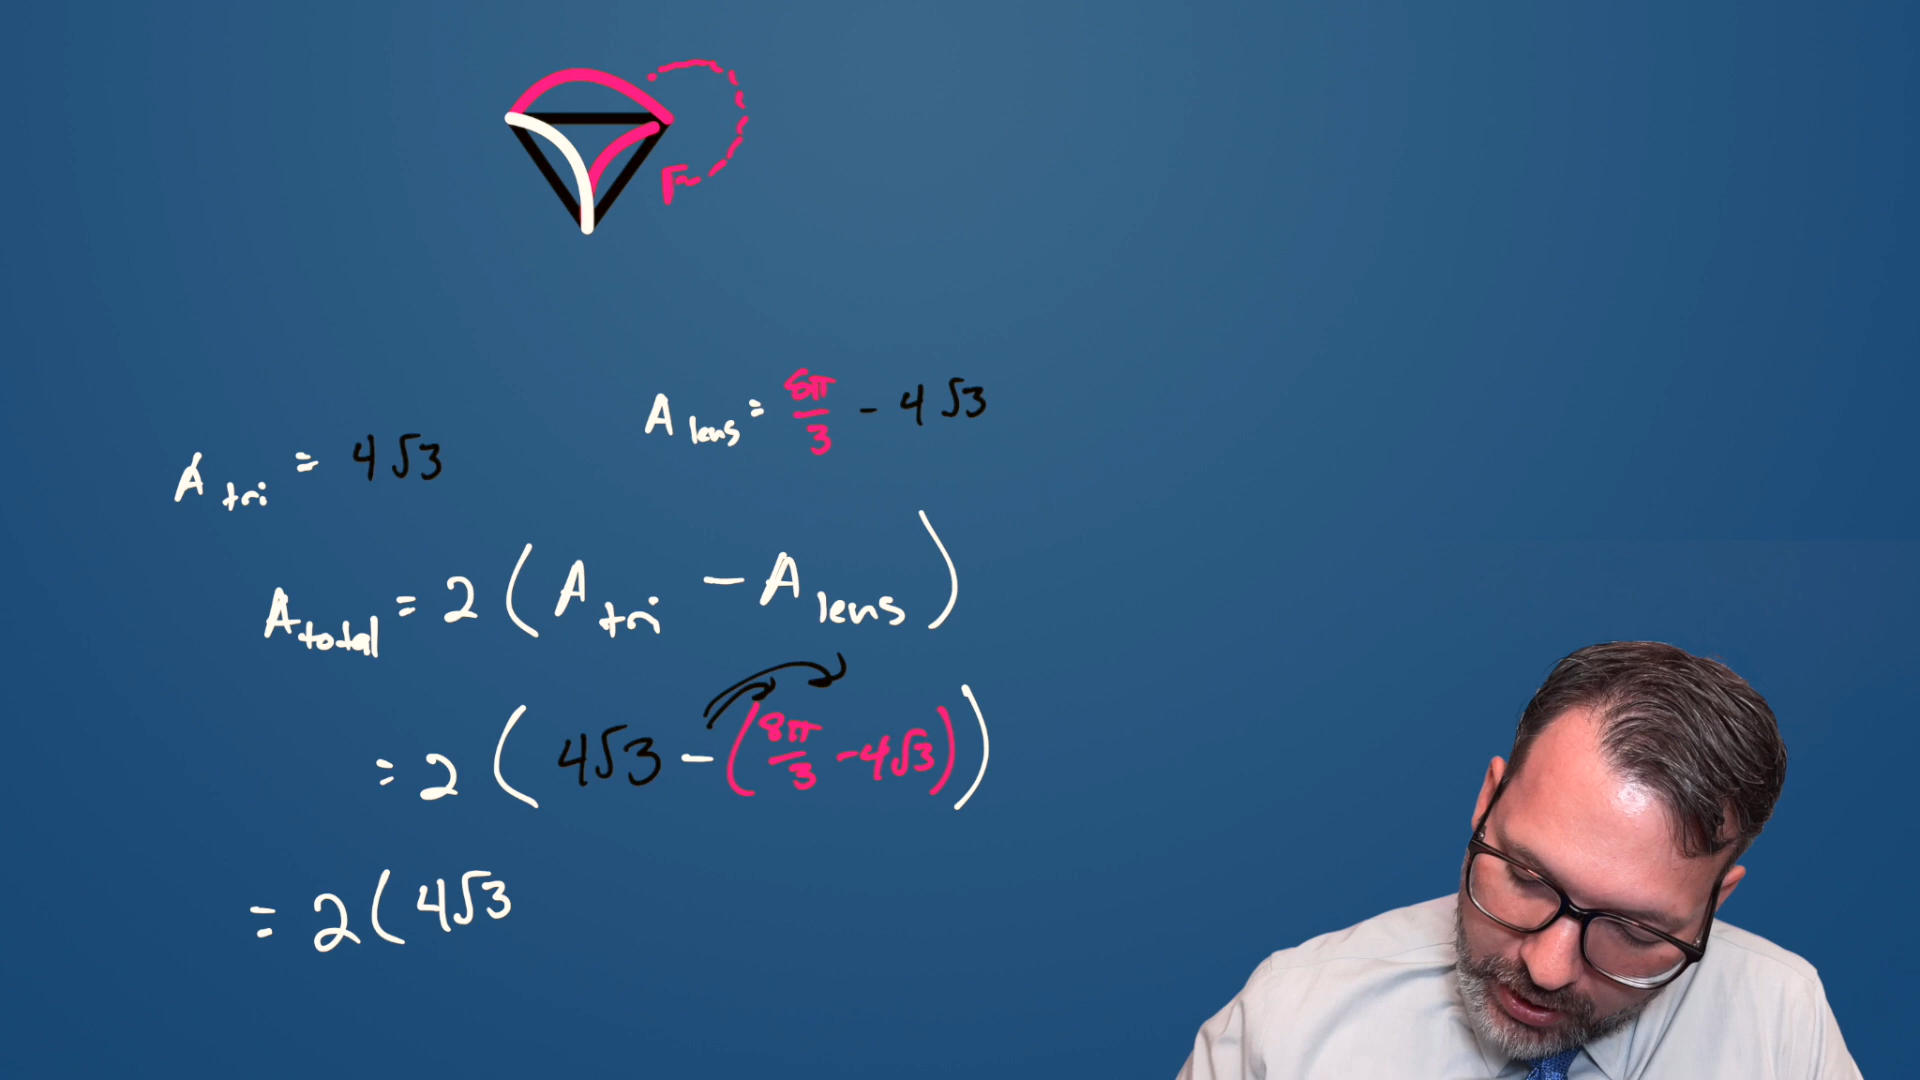 A lens = 8π/3 - 4√3
A tri = 4√3
A total = 2 ( A tri - A lens )
= 2 ( 4√3 - ( 8π/3 - 4√3 ) )
= 2 ( 4√3